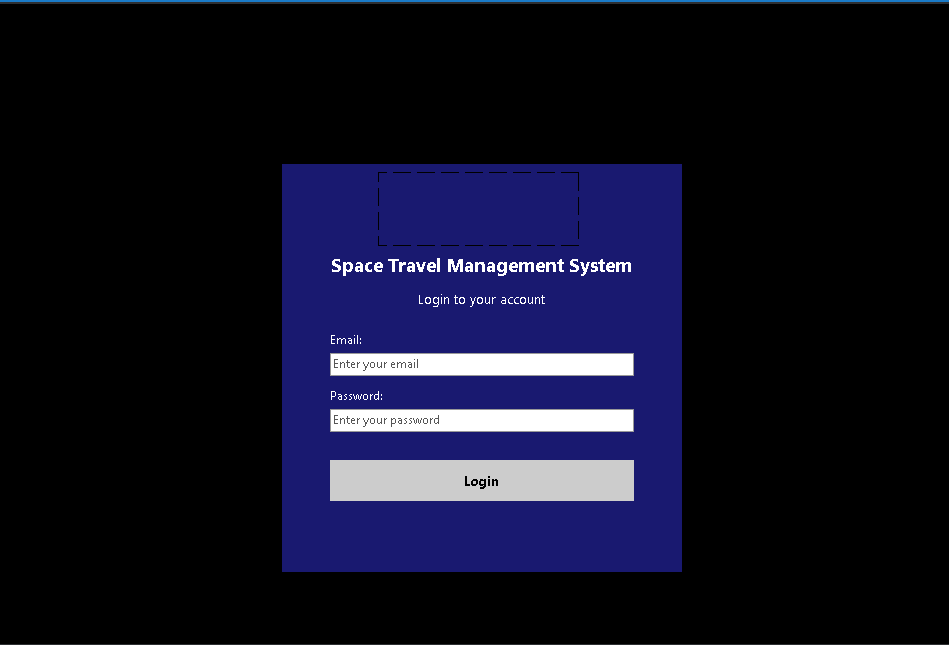 Space Travel Management System
Login to your account
Email:
Enter your email
Password:
Enter your password
Login